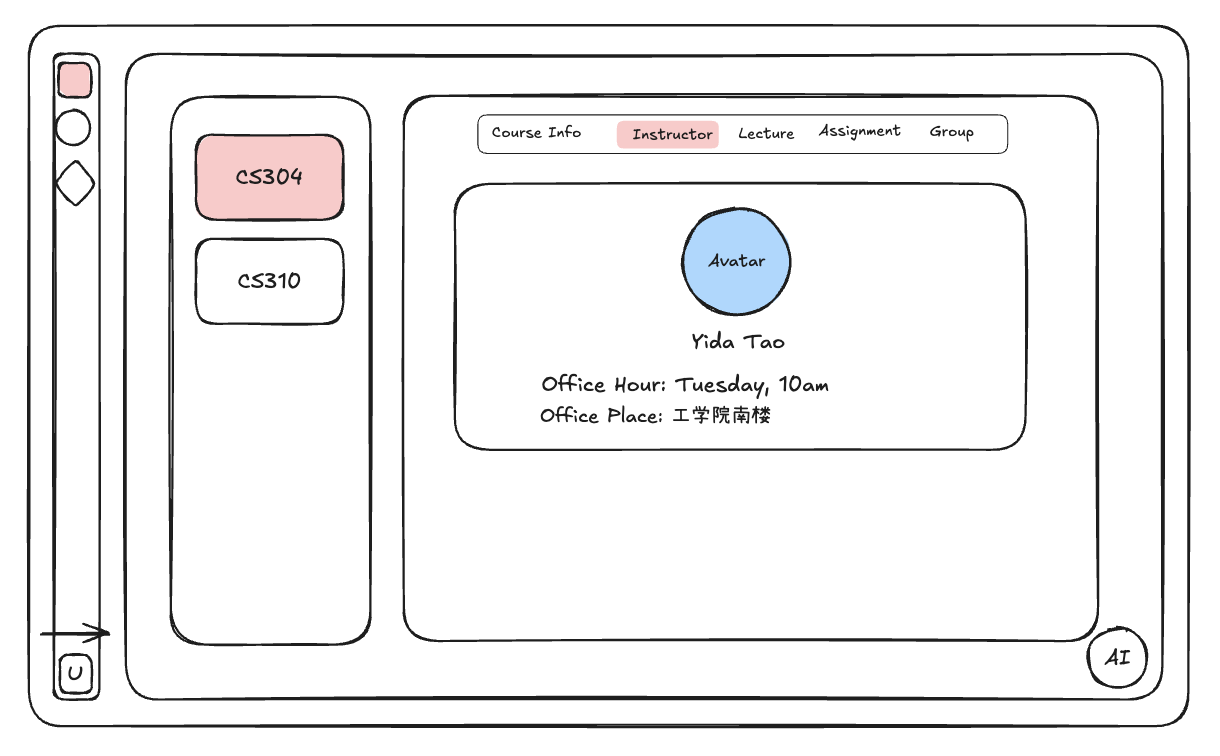 Course Info
Instructor
Lecture
Assignment
Group
CS304
CS310
Avatar
Yida Tao
Office Hour: Tuesday, 10am
Office Place: 工学院南楼
U
AI